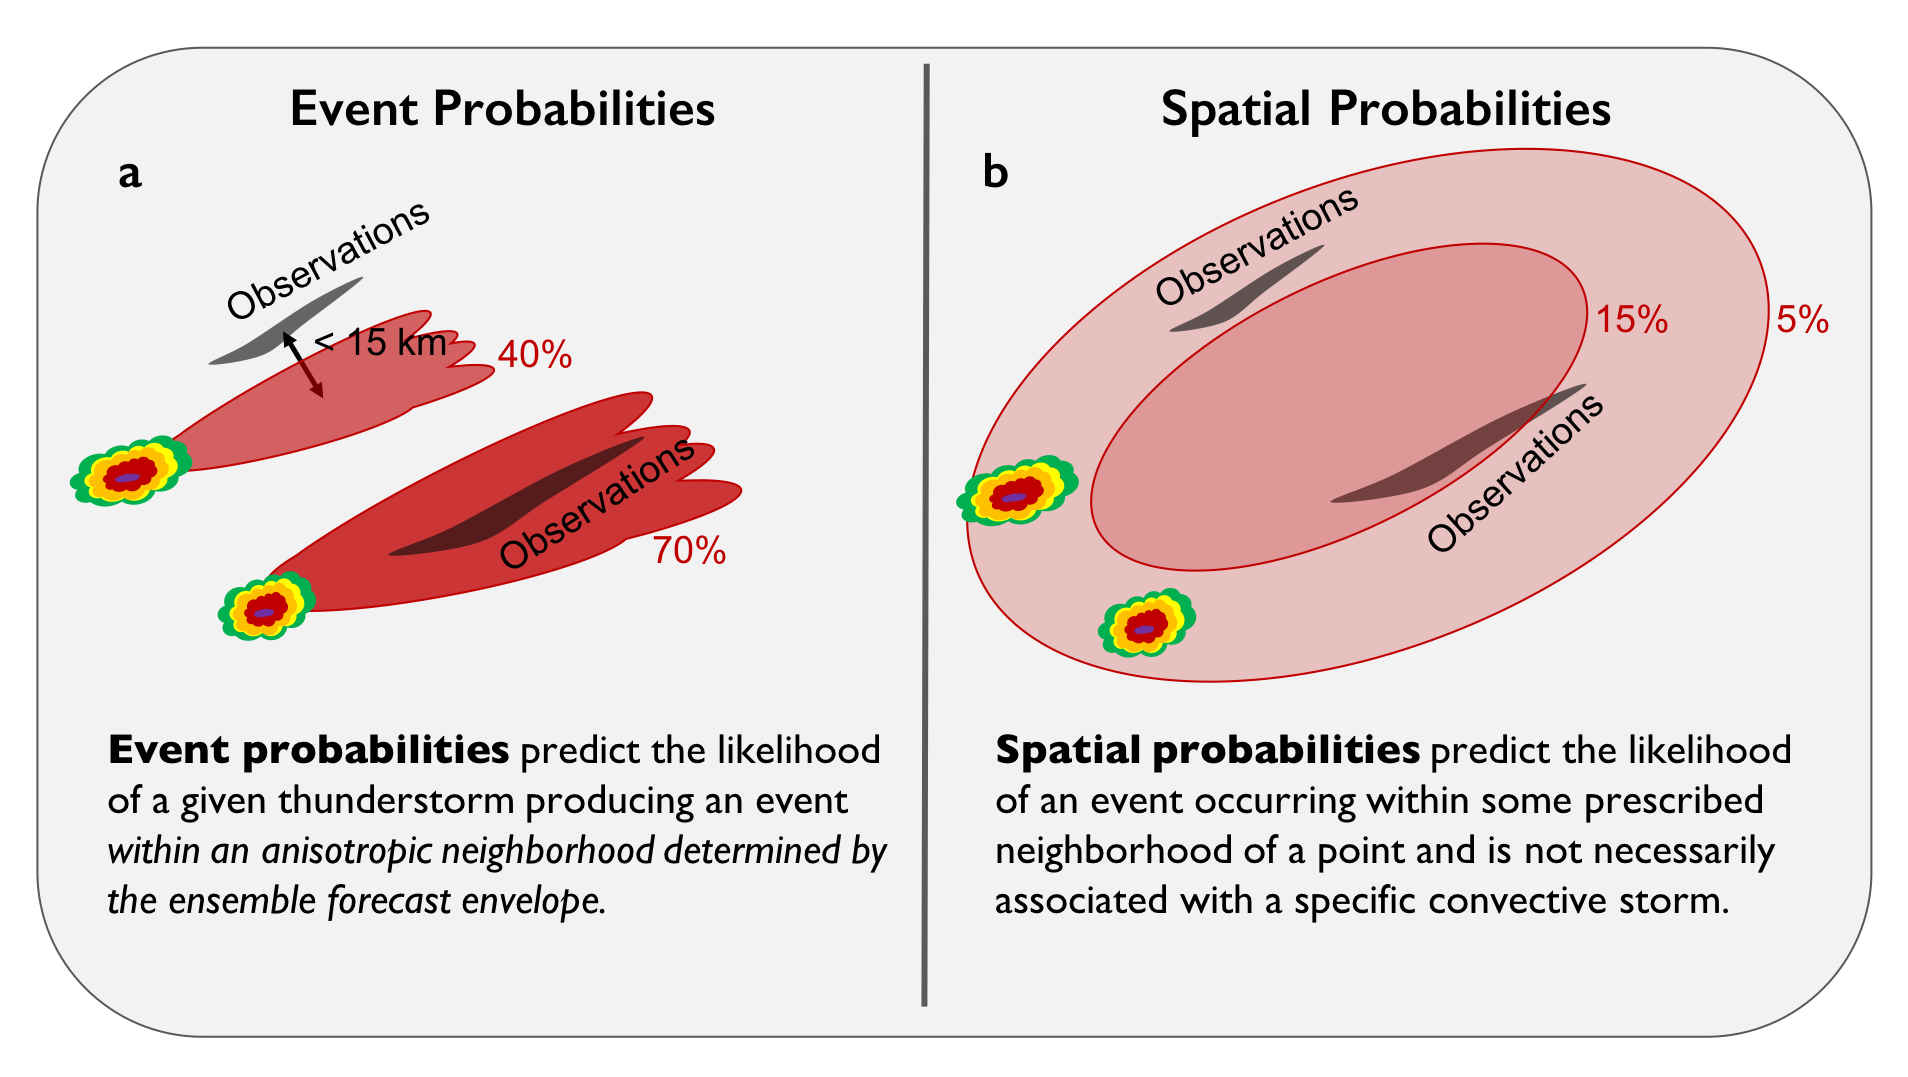 Event Probabilities
a
Observations
< 15 km
40%
Observations
70%
Event probabilities predict the likelihood
of a given thunderstorm producing an event
within an anisotropic neighborhood determined by
the ensemble forecast envelope.
Spatial Probabilities
b
Observations
15%
5%
Observations
Spatial probabilities predict the likelihood
of an event occurring within some prescribed
neighborhood of a point and is not necessarily
associated with a specific convective storm.